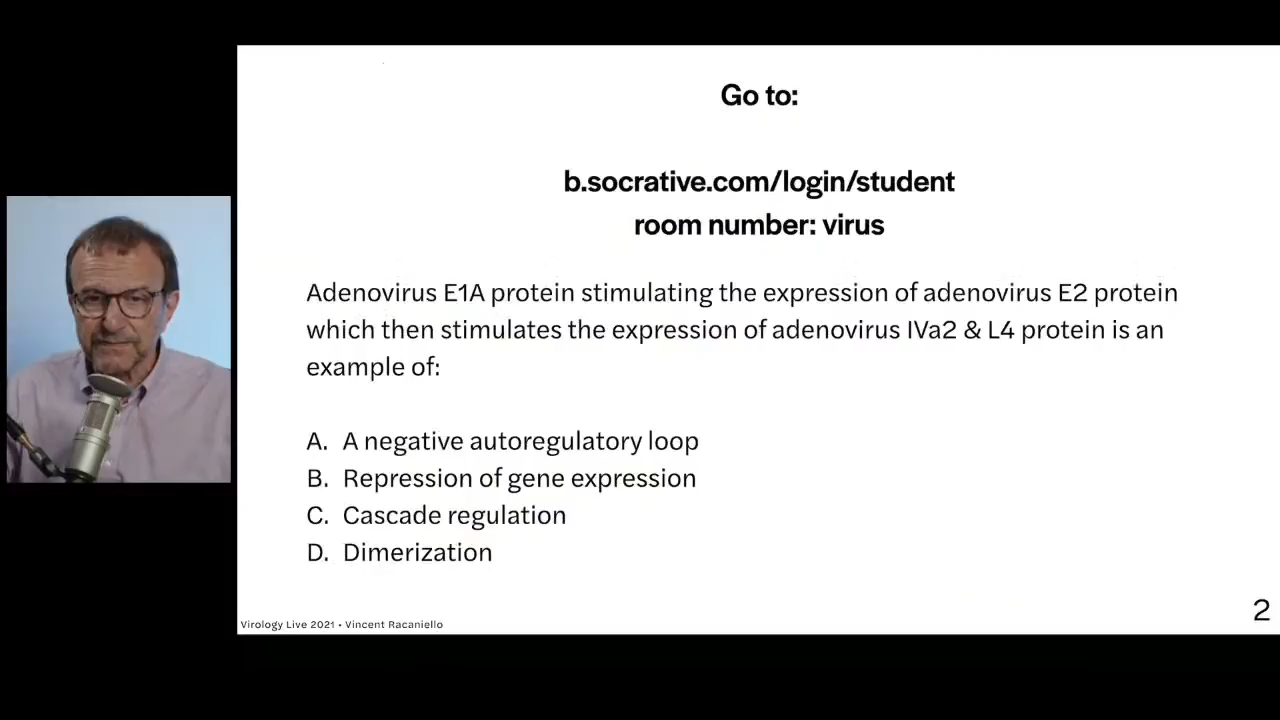 Go to:
b.socrative.com/login/student
room number: virus
Adenovirus E1A protein stimulating the expression of adenovirus E2 protein
which then stimulates the expression of adenovirus IVa2 & L4 protein is an
example of:
A. A negative autoregulatory loop
B. Repression of gene expression
C. Cascade regulation
D. Dimerization
Virology Live 2021 • Vincent Racaniello
2